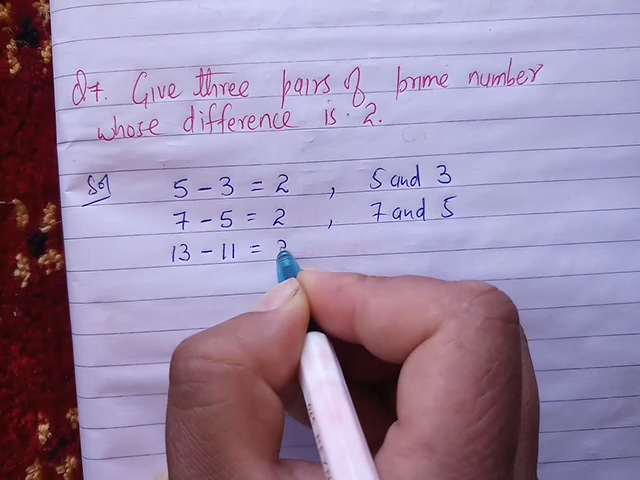 Q7. Give three pairs of prime number
whose difference is 2.
Sol
5 - 3 = 2 , 5 and 3
7 - 5 = 2 , 7 and 5
13 - 11 = 2